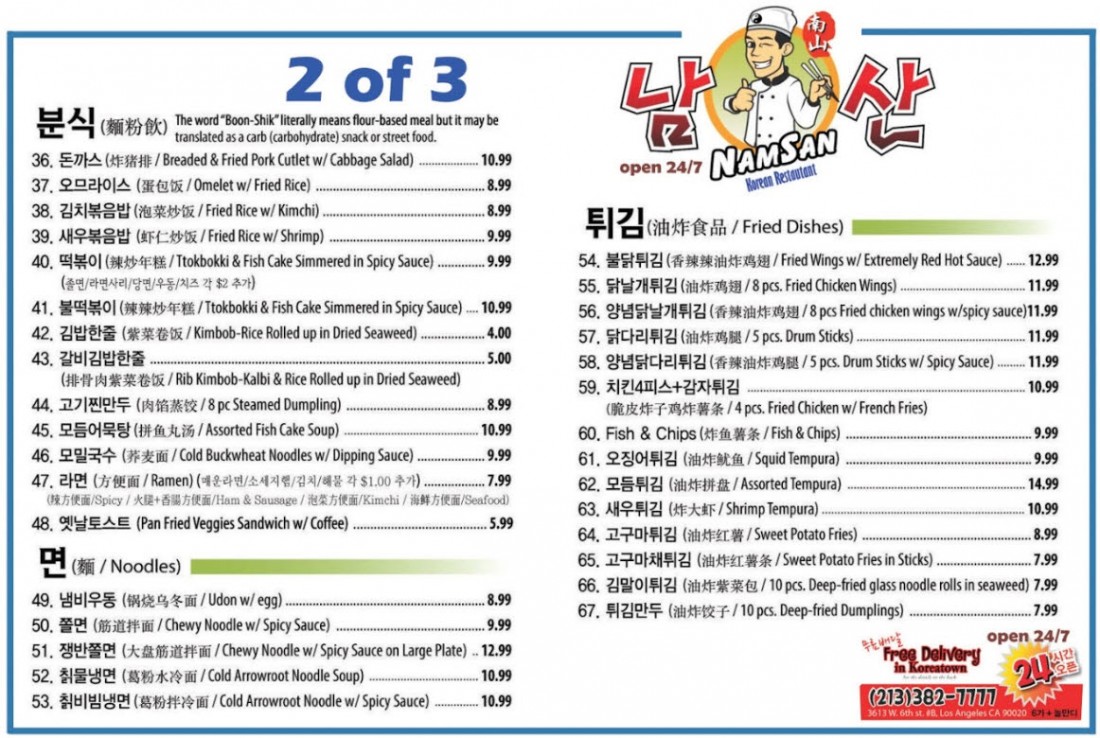 2 of 3
분식 (麵粉飲) The word "Boon-Shik" literally means flour-based meal but it may be
translated as a carb (carbohydrate) snack or street food.
36. 돈까스 (炸猪排 / Breaded & Fried Pork Cutlet w/ Cabbage Salad) 10.99
37. 오므라이스 (蛋包饭 / Omelet w/ Fried Rice) 8.99
38. 김치볶음밥 (泡菜炒饭 / Fried Rice w/ Kimchi) 8.99
39. 새우볶음밥 (虾仁炒饭 / Fried Rice w/ Shrimp) 9.99
40. 떡볶이 (辣炒年糕 / Ttokbokki & Fish Cake Simmered in Spicy Sauce) 9.99
(쫄면/라면사리/당면/우동/치즈 각 $2 추가)
41. 불떡볶이 (辣辣炒年糕 / Ttokbokki & Fish Cake Simmered in Spicy Sauce) 10.99
42. 김밥한줄 (紫菜卷饭 / Kimbob-Rice Rolled up in Dried Seaweed) 4.00
43. 갈비김밥한줄 5.00
(排骨肉紫菜卷饭 / Rib Kimbob-Kalbi & Rice Rolled up in Dried Seaweed)
44. 고기찐만두 (肉馅蒸饺 / 8 pc Steamed Dumpling) 8.99
45. 모듬어묵탕 (拼鱼丸汤 / Assorted Fish Cake Soup) 10.99
46. 모밀국수 (荞麦面 / Cold Buckwheat Noodles w/ Dipping Sauce) 9.99
47. 라면 (方便面 / Ramen) (매운라면/소세지햄/김치/해물 각 $1.00 추가) 7.99
(辣方便面/Spicy / 火腿+香腸方便面/Ham & Sausage / 泡菜方便面/Kimchi / 海鲜方便面/Seafood)
48. 옛날토스트 (Pan Fried Veggies Sandwich w/ Coffee) 5.99
면 (麵 / Noodles)
49. 냄비우동 (锅烧乌冬面 / Udon w/ egg) 8.99
50. 쫄면 (筋道拌面 / Chewy Noodle w/ Spicy Sauce) 9.99
51. 쟁반쫄면 (大盘筋道拌面 / Chewy Noodle w/ Spicy Sauce on Large Plate) 12.99
52. 칡물냉면 (葛粉水冷面 / Cold Arrowroot Noodle Soup) 10.99
53. 칡비빔냉면 (葛粉拌冷面 / Cold Arrowroot Noodle w/ Spicy Sauce) 10.99
南山
남산
open 24/7
NAMSAN
Korean Restautant
튀김 (油炸食品 / Fried Dishes)
54. 불닭튀김 (香辣辣油炸鸡翅 / Fried Wings w/ Extremely Red Hot Sauce) 12.99
55. 닭날개튀김 (油炸鸡翅 / 8 pcs. Fried Chicken Wings) 11.99
56. 양념닭날개튀김 (香辣油炸鸡翅 / 8 pcs Fried chicken wings w/spicy sauce) 11.99
57. 닭다리튀김 (油炸鸡腿 / 5 pcs. Drum Sticks) 11.99
58. 양념닭다리튀김 (香辣油炸鸡腿 / 5 pcs. Drum Sticks w/ Spicy Sauce) 11.99
59. 치킨4피스+감자튀김 10.99
(脆皮炸子鸡炸薯条 / 4 pcs. Fried Chicken w/ French Fries)
60. Fish & Chips (炸鱼薯条 / Fish & Chips) 9.99
61. 오징어튀김 (油炸鱿鱼 / Squid Tempura) 9.99
62. 모듬튀김 (油炸拼盘 / Assorted Tempura) 14.99
63. 새우튀김 (炸大虾 / Shrimp Tempura) 10.99
64. 고구마튀김 (油炸红薯 / Sweet Potato Fries) 8.99
65. 고구마채튀김 (油炸红薯条 / Sweet Potato Fries in Sticks) 7.99
66. 김말이튀김 (油炸紫菜包 / 10 pcs. Deep-fried glass noodle rolls in seaweed) 7.99
67. 튀김만두 (油炸饺子 / 10 pcs. Deep-fried Dumplings) 7.99
open 24/7
무료배달
Free Delivery
in Koreatown
24시간
오픈
(213)382-7777
3613 W. 6th st. #B, Los Angeles CA 90020 6가+놀만디